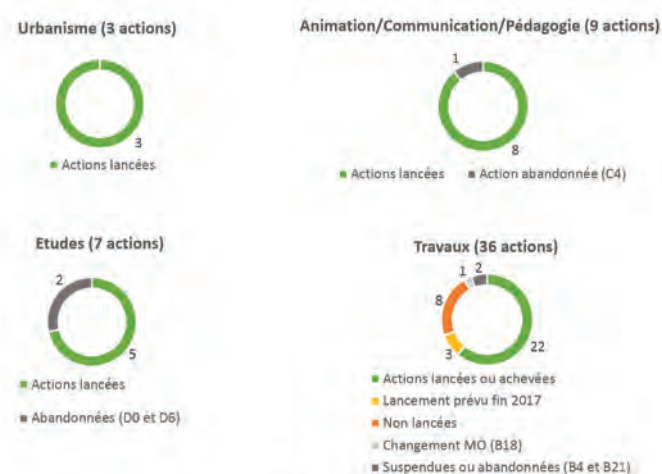 Urbanisme (3 actions)
3
Actions lancées
Animation/Communication/Pédagogie (9 actions)
1
8
Actions lancées
Action abandonnée (C4)
Etudes (7 actions)
2
5
Actions lancées
Abandonnées (D0 et D6)
Travaux (36 actions)
1
2
8
3
22
Actions lancées ou achevées
Lancement prévu fin 2017
Non lancées
Changement MO (B18)
Suspendues ou abandonnées (B4 et B21)